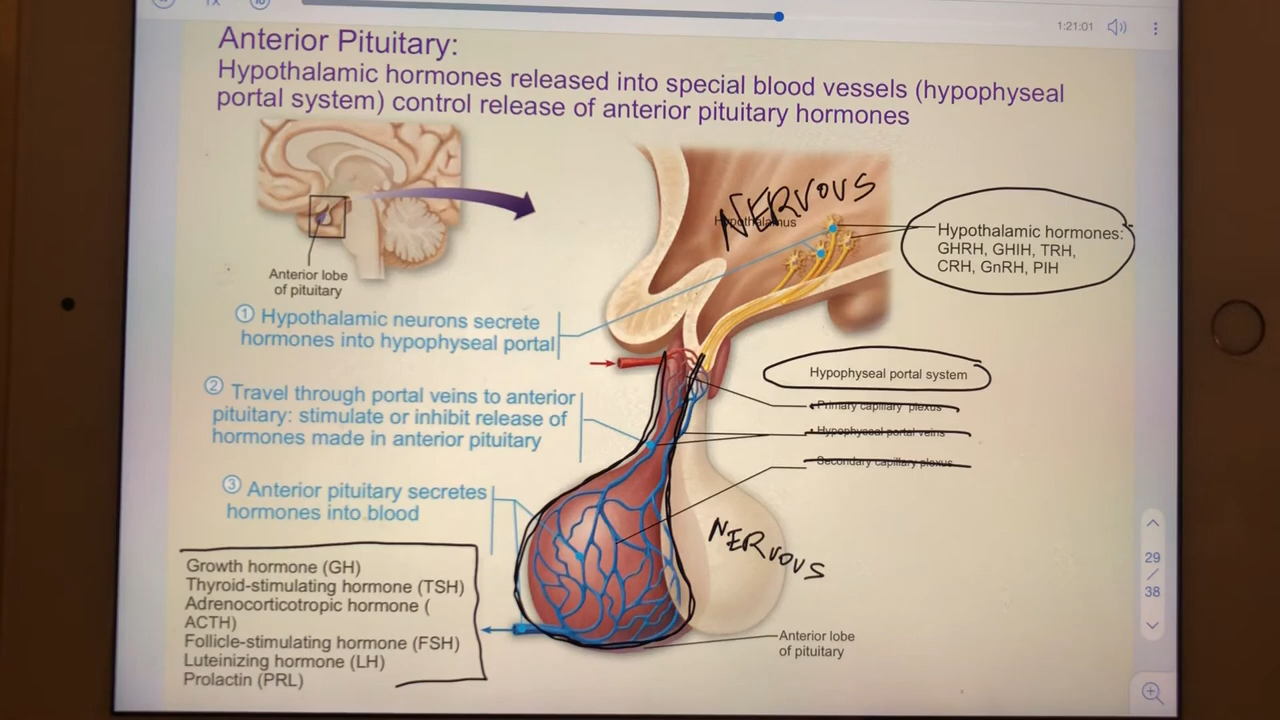 1x
10
1:21:01
Anterior Pituitary:
Hypothalamic hormones released into special blood vessels (hypophyseal
portal system) control release of anterior pituitary hormones
NERVOUS
Hypothalamus
Hypothalamic hormones:
GHRH, GHIH, TRH,
CRH, GnRH, PIH
Anterior lobe
of pituitary
① Hypothalamic neurons secrete
hormones into hypophyseal portal
② Travel through portal veins to anterior
pituitary: stimulate or inhibit release of
hormones made in anterior pituitary
Hypophyseal portal system
• Primary capillary plexus
• Hypophyseal portal veins
• Secondary capillary plexus
③ Anterior pituitary secretes
hormones into blood
NERVOUS
Growth hormone (GH)
Thyroid-stimulating hormone (TSH)
Adrenocorticotropic hormone (
ACTH)
Follicle-stimulating hormone (FSH)
Luteinizing hormone (LH)
Prolactin (PRL)
Anterior lobe
of pituitary
29
/
38